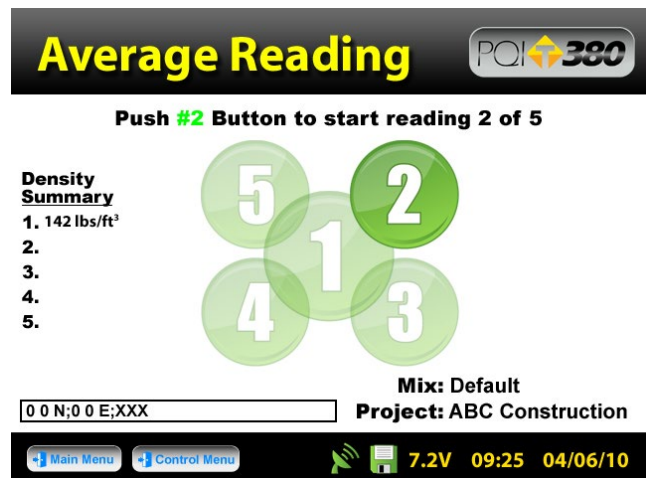 Average Reading
PQI T 380
Push #2 Button to start reading 2 of 5
5 2
1
4 3
Density
Summary
1. 142 lbs/ft³
2.
3.
4.
5.
Mix: Default
0 0 N;0 0 E;XXX
Project: ABC Construction
Main Menu Control Menu 7.2V 09:25 04/06/10